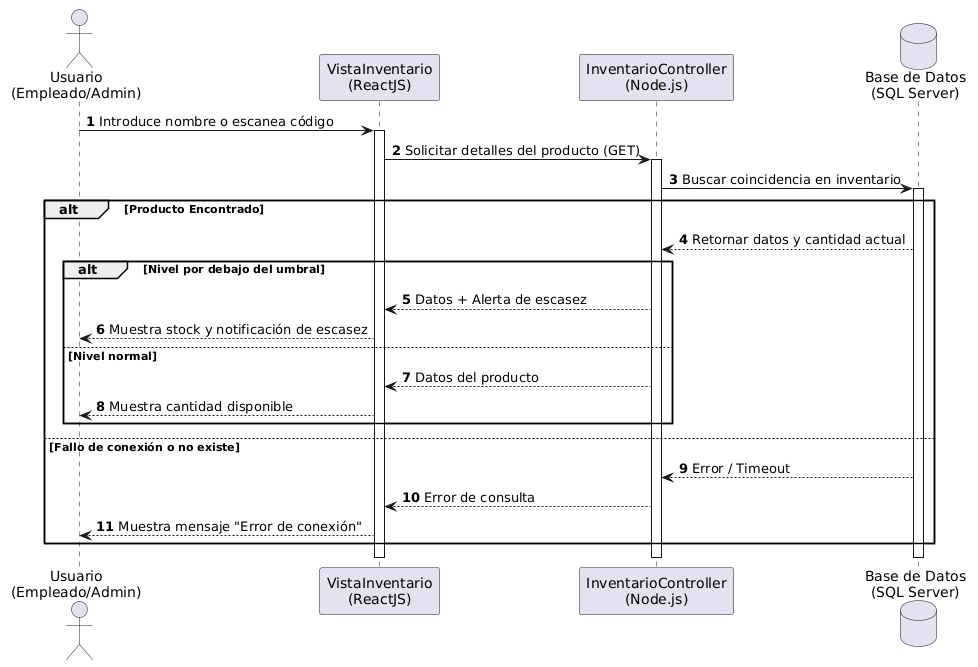 Usuario
(Empleado/Admin)
VistaInventario
(ReactJS)
InventarioController
(Node.js)
Base de Datos
(SQL Server)
1 Introduce nombre o escanea código
2 Solicitar detalles del producto (GET)
3 Buscar coincidencia en inventario
alt [Producto Encontrado]
4 Retornar datos y cantidad actual
alt [Nivel por debajo del umbral]
5 Datos + Alerta de escasez
6 Muestra stock y notificación de escasez
[Nivel normal]
7 Datos del producto
8 Muestra cantidad disponible
[Fallo de conexión o no existe]
9 Error / Timeout
10 Error de consulta
11 Muestra mensaje "Error de conexión"
Usuario
(Empleado/Admin)
VistaInventario
(ReactJS)
InventarioController
(Node.js)
Base de Datos
(SQL Server)